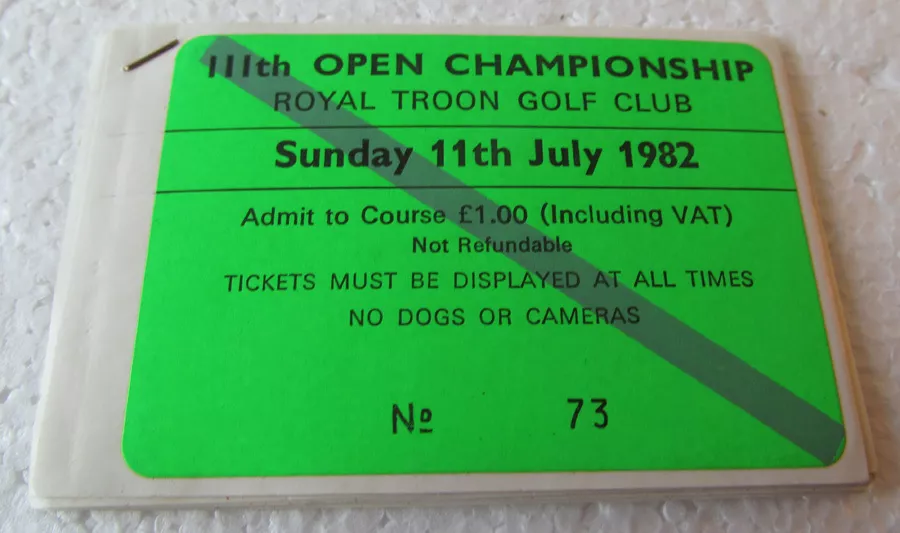 111th OPEN CHAMPIONSHIP
ROYAL TROON GOLF CLUB
Sunday 11th July 1982
Admit to Course £1.00 (Including VAT)
Not Refundable
TICKETS MUST BE DISPLAYED AT ALL TIMES
NO DOGS OR CAMERAS
Nº 73